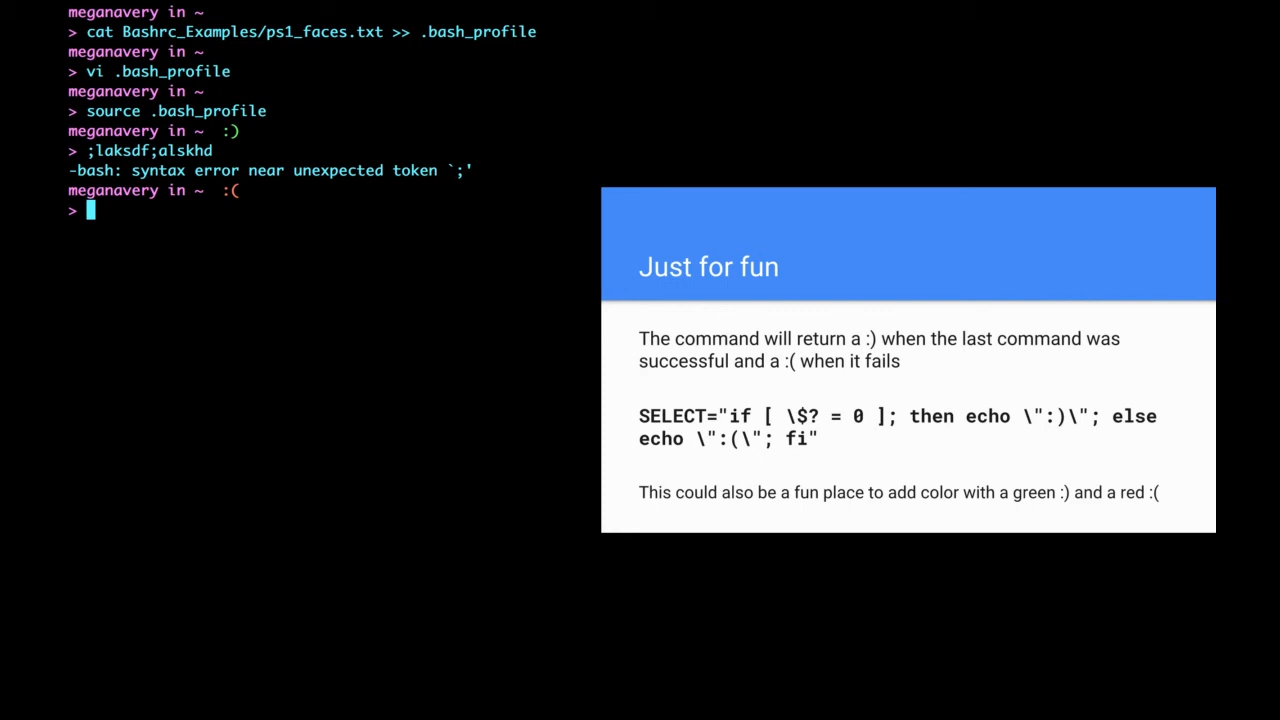 meganavery in ~
> cat Bashrc_Examples/ps1_faces.txt >> .bash_profile
meganavery in ~
> vi .bash_profile
meganavery in ~
> source .bash_profile
meganavery in ~  :)
> ;laksdf;alskhd
-bash: syntax error near unexpected token `;'
meganavery in ~  :(
>
Just for fun
The command will return a :) when the last command was
successful and a :( when it fails
SELECT="if [ \$? = 0 ]; then echo \":)\"; else
echo \":(\"; fi"
This could also be a fun place to add color with a green :) and a red :(